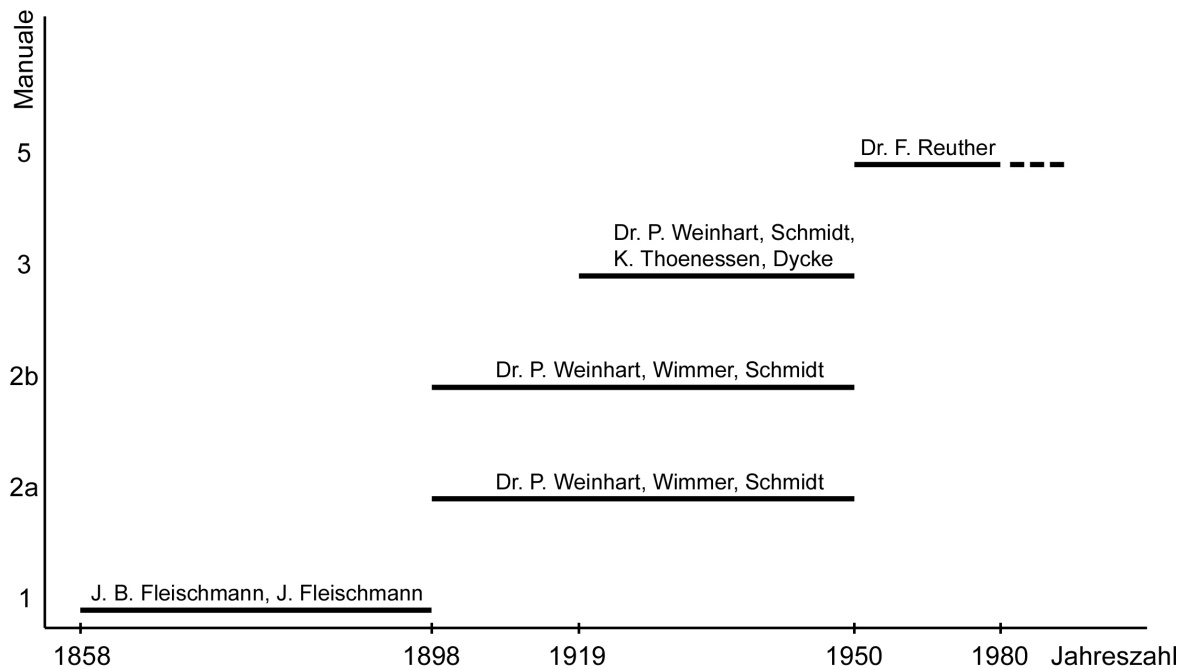 Manuale
5
Dr. F. Reuther
3
Dr. P. Weinhart, Schmidt,
K. Thoenessen, Dycke
2b
Dr. P. Weinhart, Wimmer, Schmidt
2a
Dr. P. Weinhart, Wimmer, Schmidt
1
J. B. Fleischmann, J. Fleischmann
1858 1898 1919 1950 1980 Jahreszahl